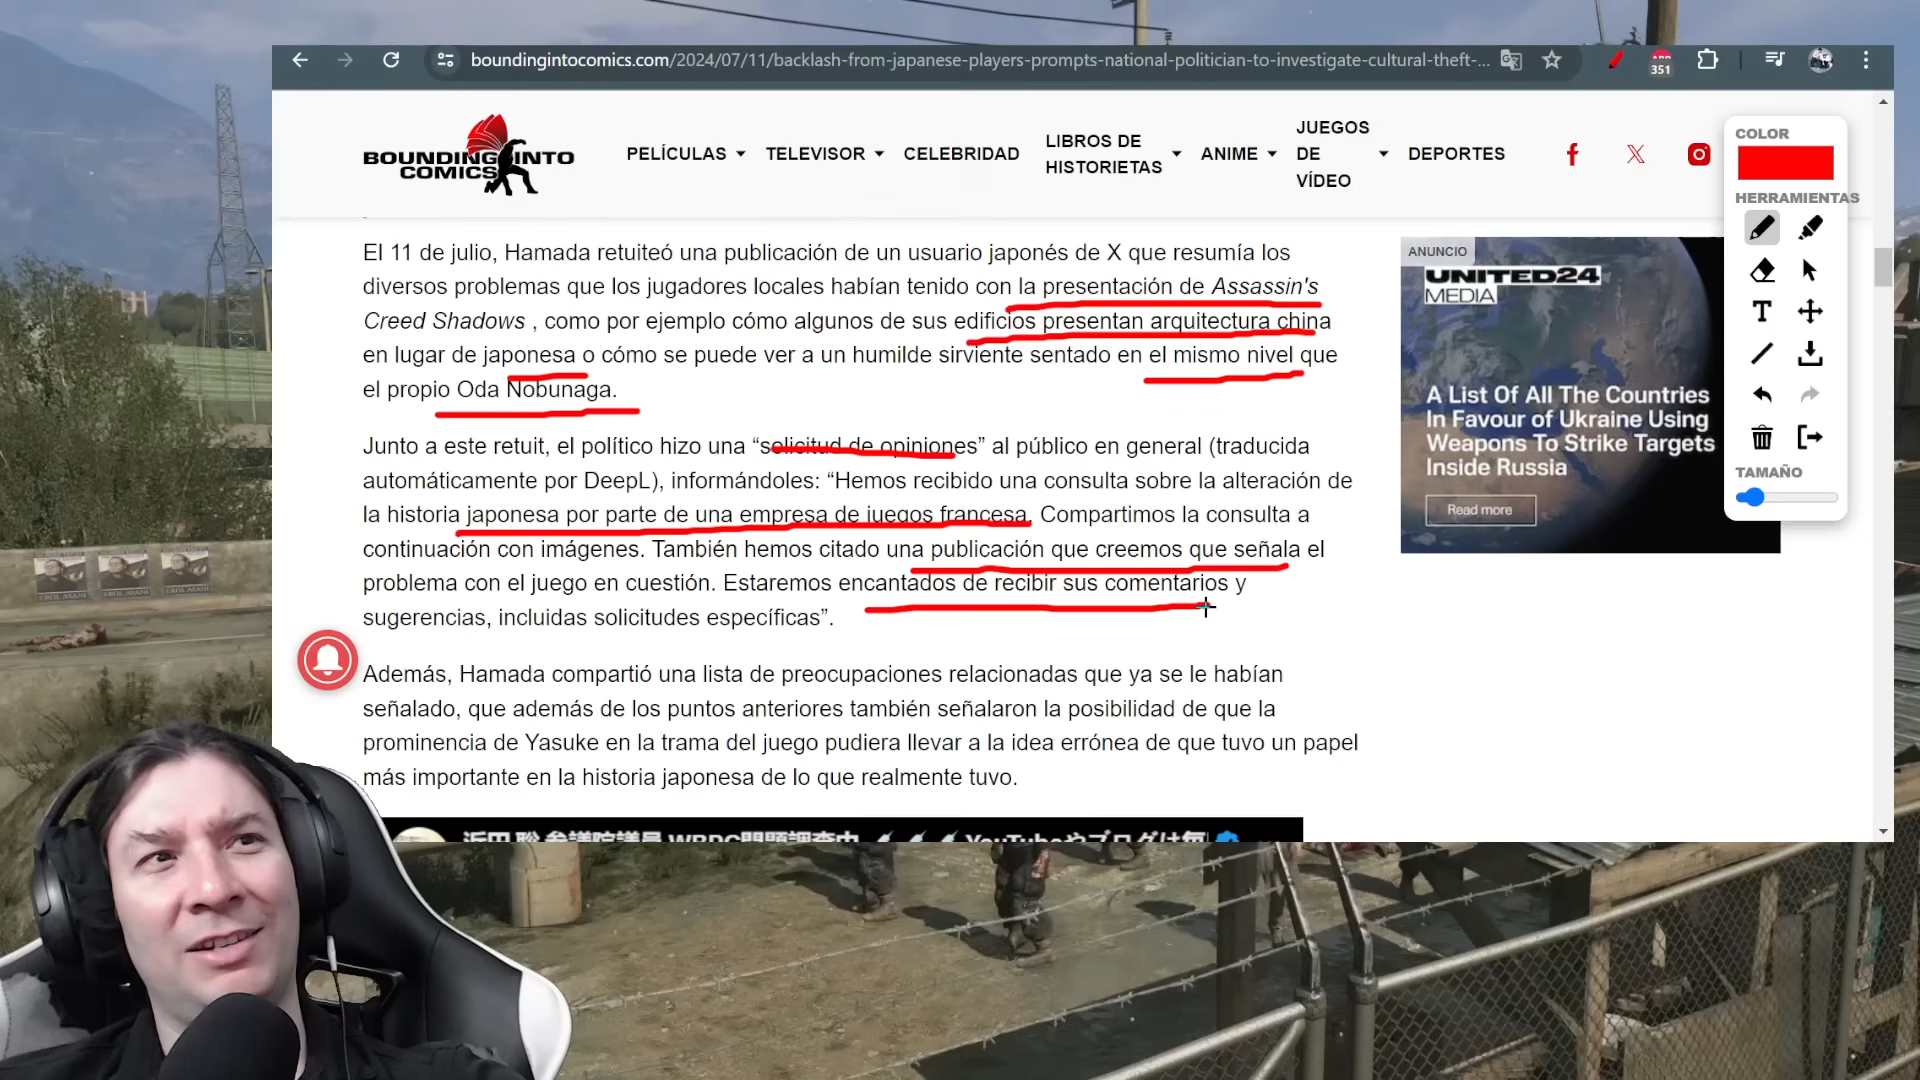 boundingintocomics.com/2024/07/11/backlash-from-japanese-players-prompts-national-politician-to-investigate-cultural-theft-...
351
BOUNDING INTO
COMICS
PELÍCULAS
TELEVISOR
CELEBRIDAD
LIBROS DE
HISTORIETAS
ANIME
JUEGOS
DE
VÍDEO
DEPORTES
COLOR
HERRAMIENTAS
TAMAÑO
El 11 de julio, Hamada retuiteó una publicación de un usuario japonés de X que resumía los
diversos problemas que los jugadores locales habían tenido con la presentación de Assassin's
Creed Shadows , como por ejemplo cómo algunos de sus edificios presentan arquitectura china
en lugar de japonesa o cómo se puede ver a un humilde sirviente sentado en el mismo nivel que
el propio Oda Nobunaga.
Junto a este retuit, el político hizo una “solicitud de opiniones” al público en general (traducida
automáticamente por DeepL), informándoles: “Hemos recibido una consulta sobre la alteración de
la historia japonesa por parte de una empresa de juegos francesa. Compartimos la consulta a
continuación con imágenes. También hemos citado una publicación que creemos que señala el
problema con el juego en cuestión. Estaremos encantados de recibir sus comentarios y
sugerencias, incluidas solicitudes específicas”.
Además, Hamada compartió una lista de preocupaciones relacionadas que ya se le habían
señalado, que además de los puntos anteriores también señalaron la posibilidad de que la
prominencia de Yasuke en la trama del juego pudiera llevar a la idea errónea de que tuvo un papel
más importante en la historia japonesa de lo que realmente tuvo.
ANUNCIO
UNITED24
MEDIA
A List Of All The Countries
In Favour of Ukraine Using
Weapons To Strike Targets
Inside Russia
Read more